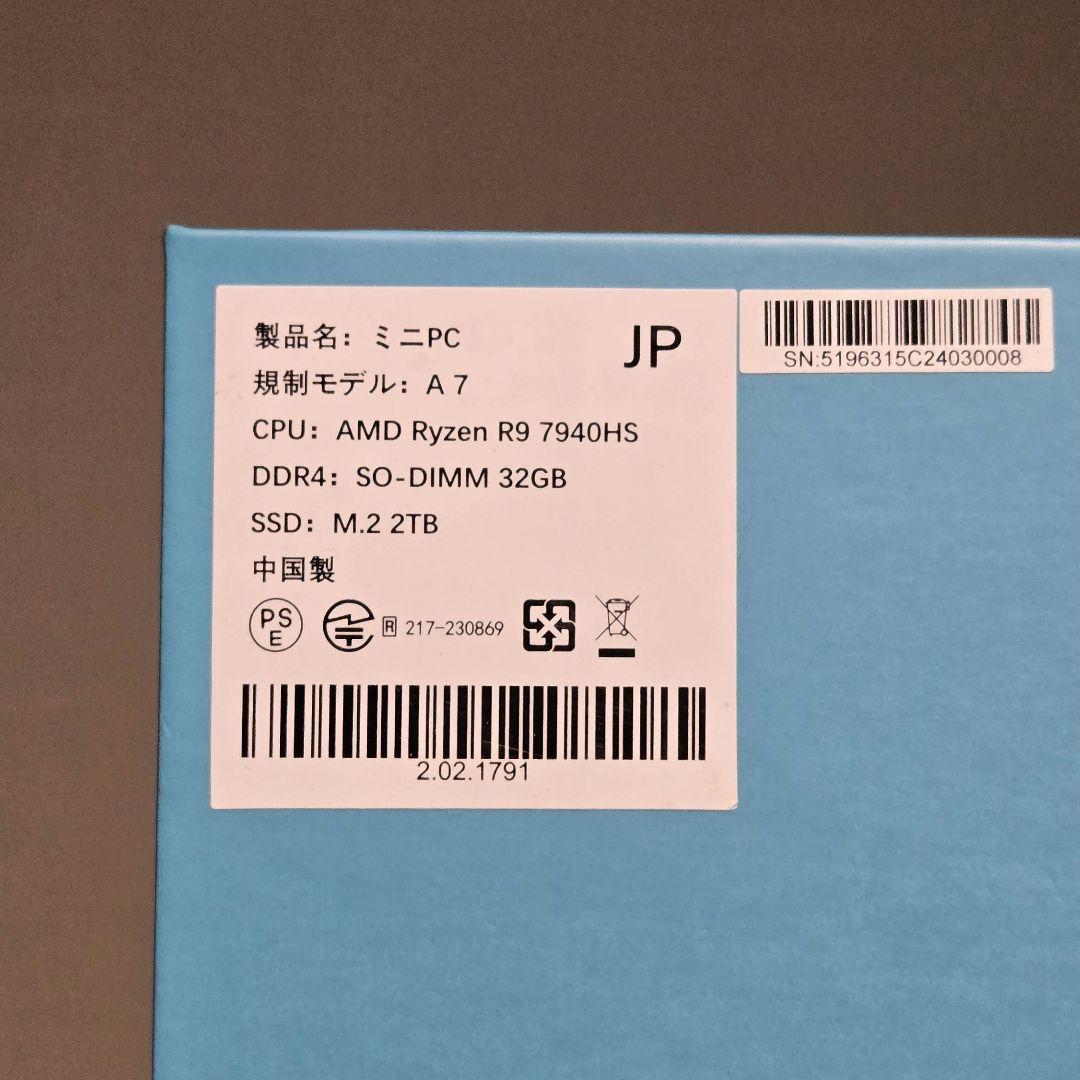 製品名：ミニPC
JP
規制モデル：A 7
CPU：AMD Ryzen R9 7940HS
DDR4：SO-DIMM 32GB
SSD：M.2 2TB
中国製
PS
E
R 217-230869
2.02.1791
SN:5196315C24030008